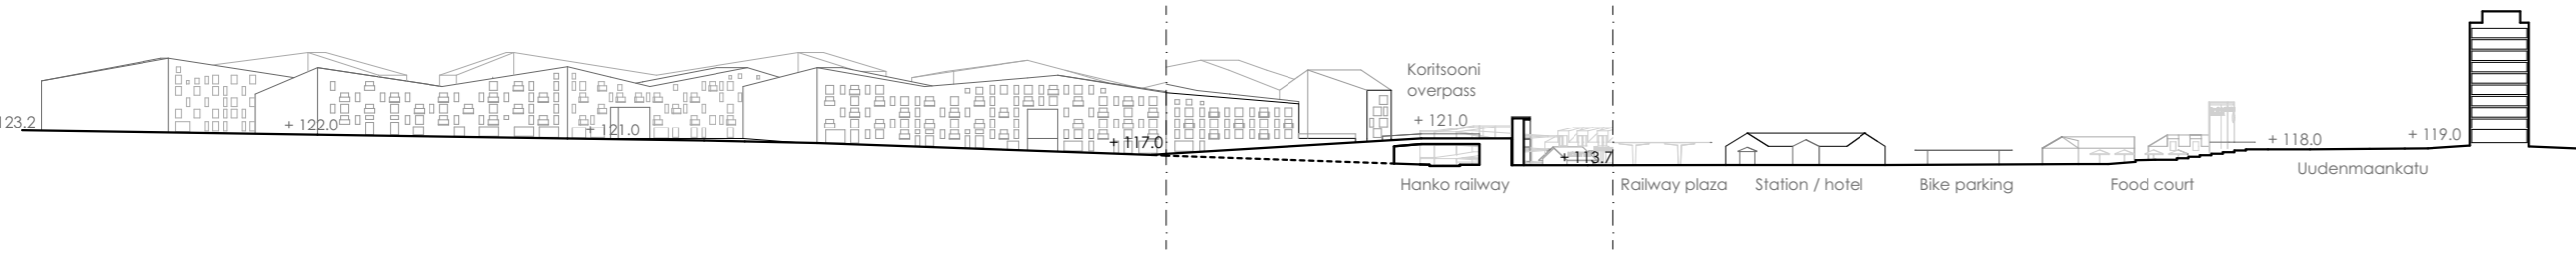 123.2
+ 122.0
+ 121.0
+ 117.0
Koritsooni
overpass
+ 121.0
Hanko railway
+ 113.7
Railway plaza
Station / hotel
Bike parking
Food court
+ 118.0
Uudenmaankatu
+ 119.0